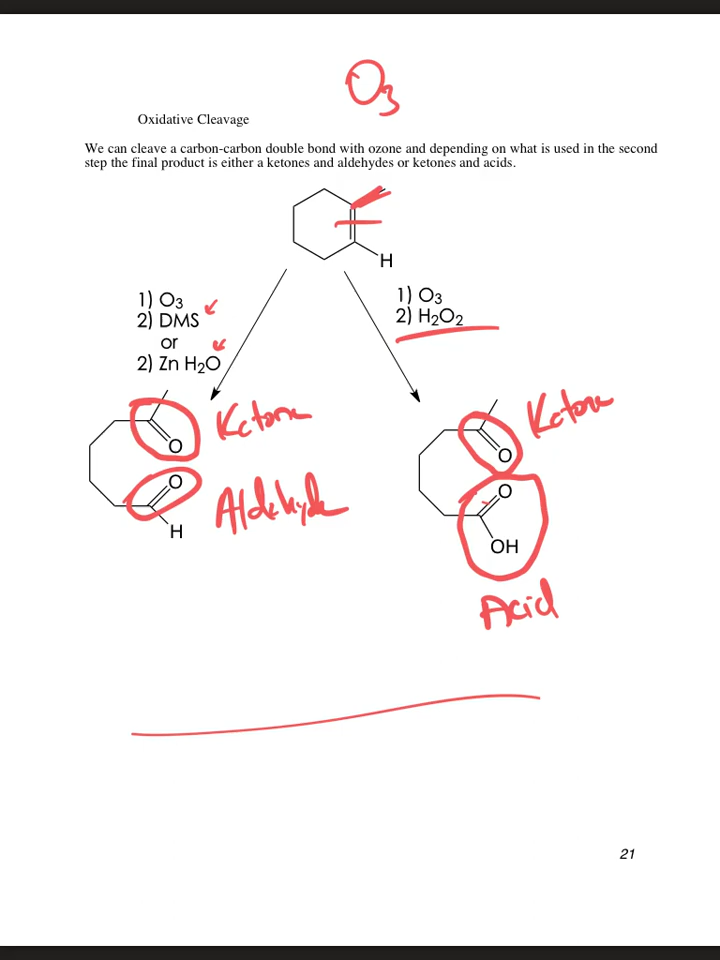 O3
Oxidative Cleavage
We can cleave a carbon-carbon double bond with ozone and depending on what is used in the second
step the final product is either a ketones and aldehydes or ketones and acids.
H
1) O3
2) DMS
or
2) Zn H2O
1) O3
2) H2O2
Ketone
O
O
H
Aldehyde
Ketone
O
O
OH
Acid
21